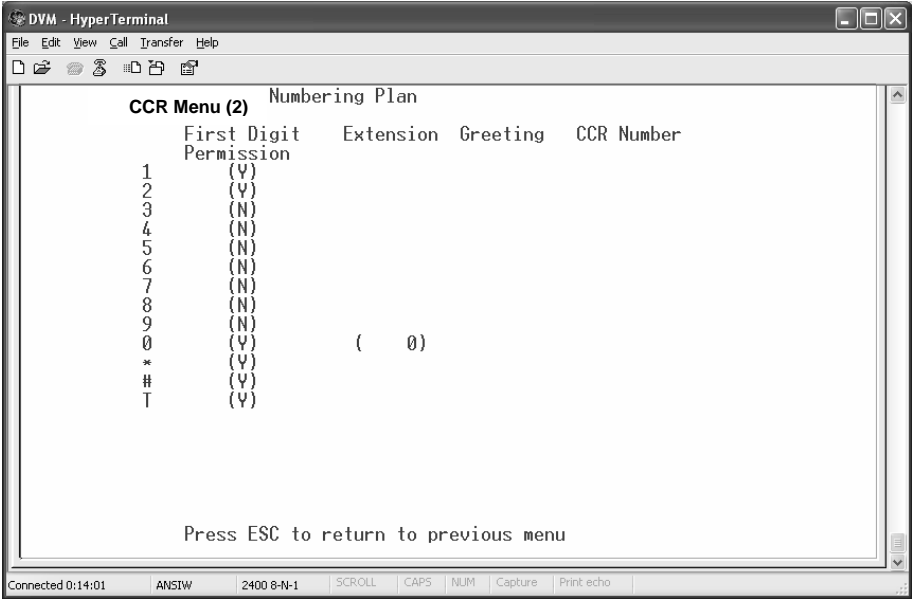 DVM - HyperTerminal
File Edit View Call Transfer Help
CCR Menu (2) Numbering Plan
First Digit Extension Greeting CCR Number
Permission
1 (Y)
2 (Y)
3 (N)
4 (N)
5 (N)
6 (N)
7 (N)
8 (N)
9 (N)
0 (Y) ( 0)
* (Y)
# (Y)
T (Y)
Press ESC to return to previous menu
Connected 0:14:01 ANSIW 2400 8-N-1 SCROLL CAPS NUM Capture Print echo